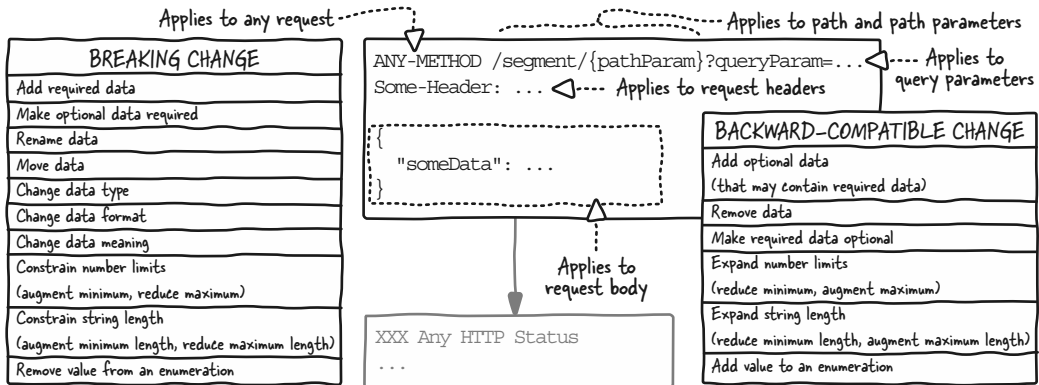 Applies to any request
Applies to path and path parameters
BREAKING CHANGE
Add required data
Make optional data required
Rename data
Move data
Change data type
Change data format
Change data meaning
Constrain number limits
(augment minimum, reduce maximum)
Constrain string length
(augment minimum length, reduce maximum length)
Remove value from an enumeration
ANY-METHOD /segment/{pathParam}?queryParam=...
Applies to
query parameters
Some-Header: ...
Applies to request headers
{
"someData": ...
}
Applies to
request body
XXX Any HTTP Status
...
BACKWARD-COMPATIBLE CHANGE
Add optional data
(that may contain required data)
Remove data
Make required data optional
Expand number limits
(reduce minimum, augment maximum)
Expand string length
(reduce minimum length, augment maximum length)
Add value to an enumeration